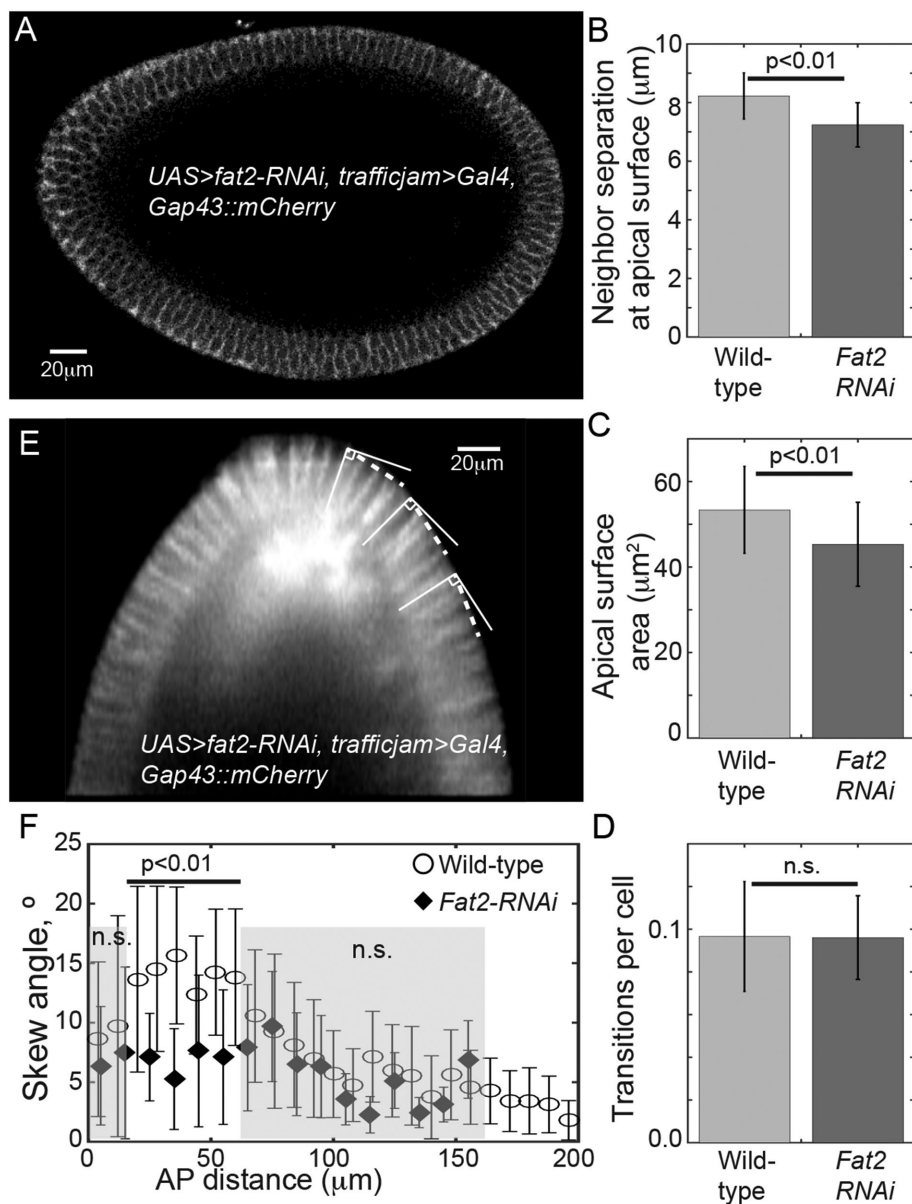 A
UAS>fat2-RNAi, trafficjam>Gal4,
Gap43::mCherry
20μm
B
Neighbor separation
at apical surface (μm)
10
8
6
4
2
0
p<0.01
Wild-
type
Fat2
RNAi
E
20μm
UAS>fat2-RNAi, trafficjam>Gal4,
Gap43::mCherry
C
Apical surface
area (μm²)
60
40
20
0
p<0.01
Wild-
type
Fat2
RNAi
F
Skew angle, º
25
20
15
10
5
0
p<0.01
Wild-type
Fat2-RNAi
n.s.
n.s.
0
50
100
150
200
AP distance (μm)
D
Transitions per cell
0.1
0.0
n.s.
Wild-
type
Fat2
RNAi